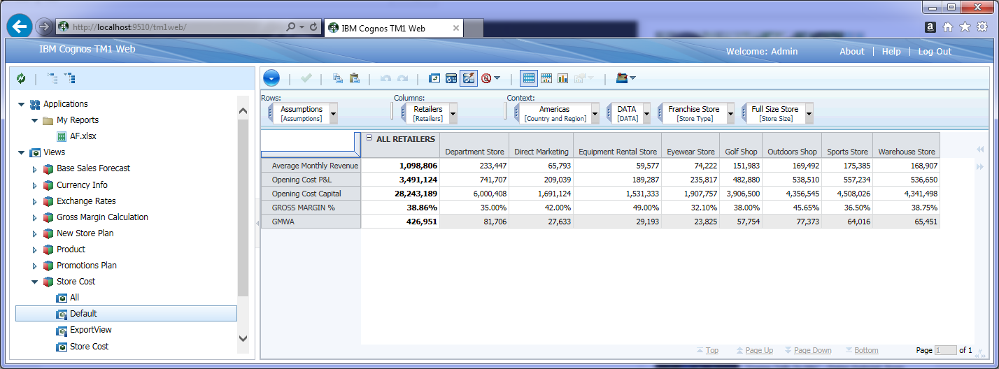 http://localhost:9510/tm1web/
IBM Cognos TM1 Web
IBM Cognos TM1 Web
Welcome: Admin About Help Log Out
Applications
My Reports
AF.xlsx
Views
Base Sales Forecast
Currency Info
Exchange Rates
Gross Margin Calculation
New Store Plan
Product
Promotions Plan
Store Cost
All
Default
ExportView
Store Cost
Rows: Columns: Context:
Assumptions Retailers Americas DATA Franchise Store Full Size Store
[Assumptions] [Retailers] [Country and Region] [DATA] [Store Type] [Store Size]
ALL RETAILERS Department Store Direct Marketing Equipment Rental Store Eyewear Store Golf Shop Outdoors Shop Sports Store Warehouse Store
Average Monthly Revenue 1,098,806 233,447 65,793 59,577 74,222 151,983 169,492 175,385 168,907
Opening Cost P&L 3,491,124 741,707 209,039 189,287 235,817 482,880 538,510 557,234 536,650
Opening Cost Capital 28,243,189 6,000,408 1,691,124 1,531,333 1,907,757 3,906,500 4,356,545 4,508,026 4,341,498
GROSS MARGIN % 38.86% 35.00% 42.00% 49.00% 32.10% 38.00% 45.65% 36.50% 38.75%
GMWA 426,951 81,706 27,633 29,193 23,825 57,754 77,373 64,016 65,451
Top Page Up Page Down Bottom Page 1 of 1